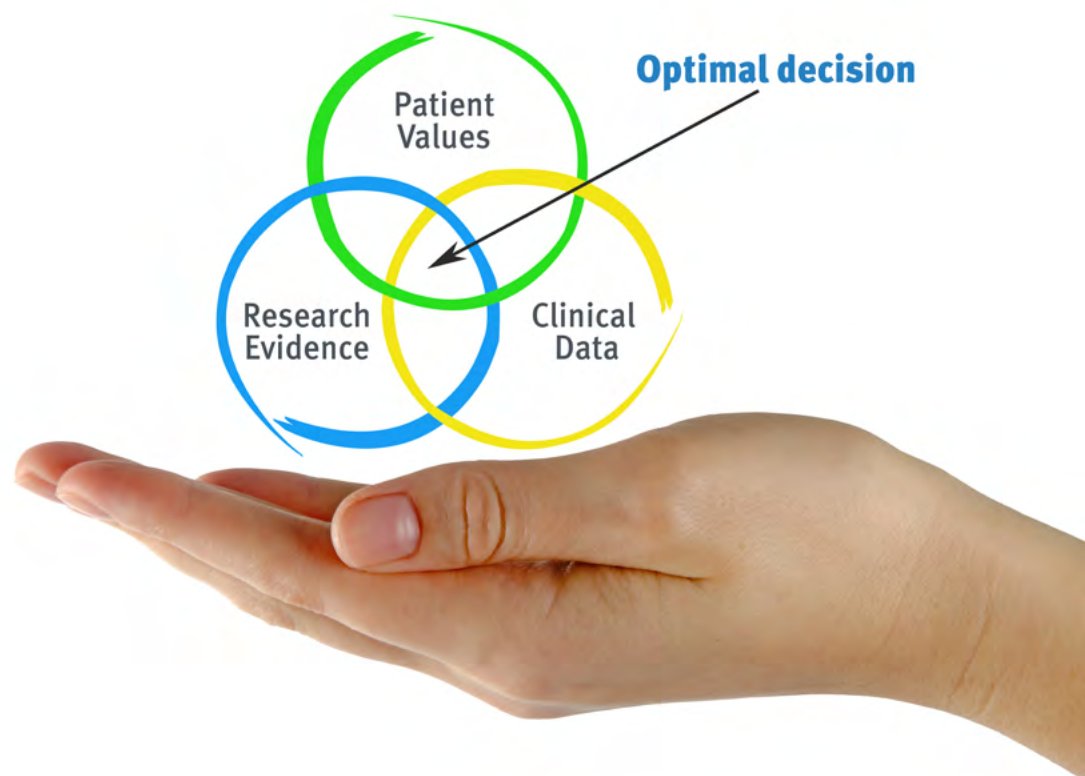 Optimal decision
Patient
Values
Research
Evidence
Clinical
Data